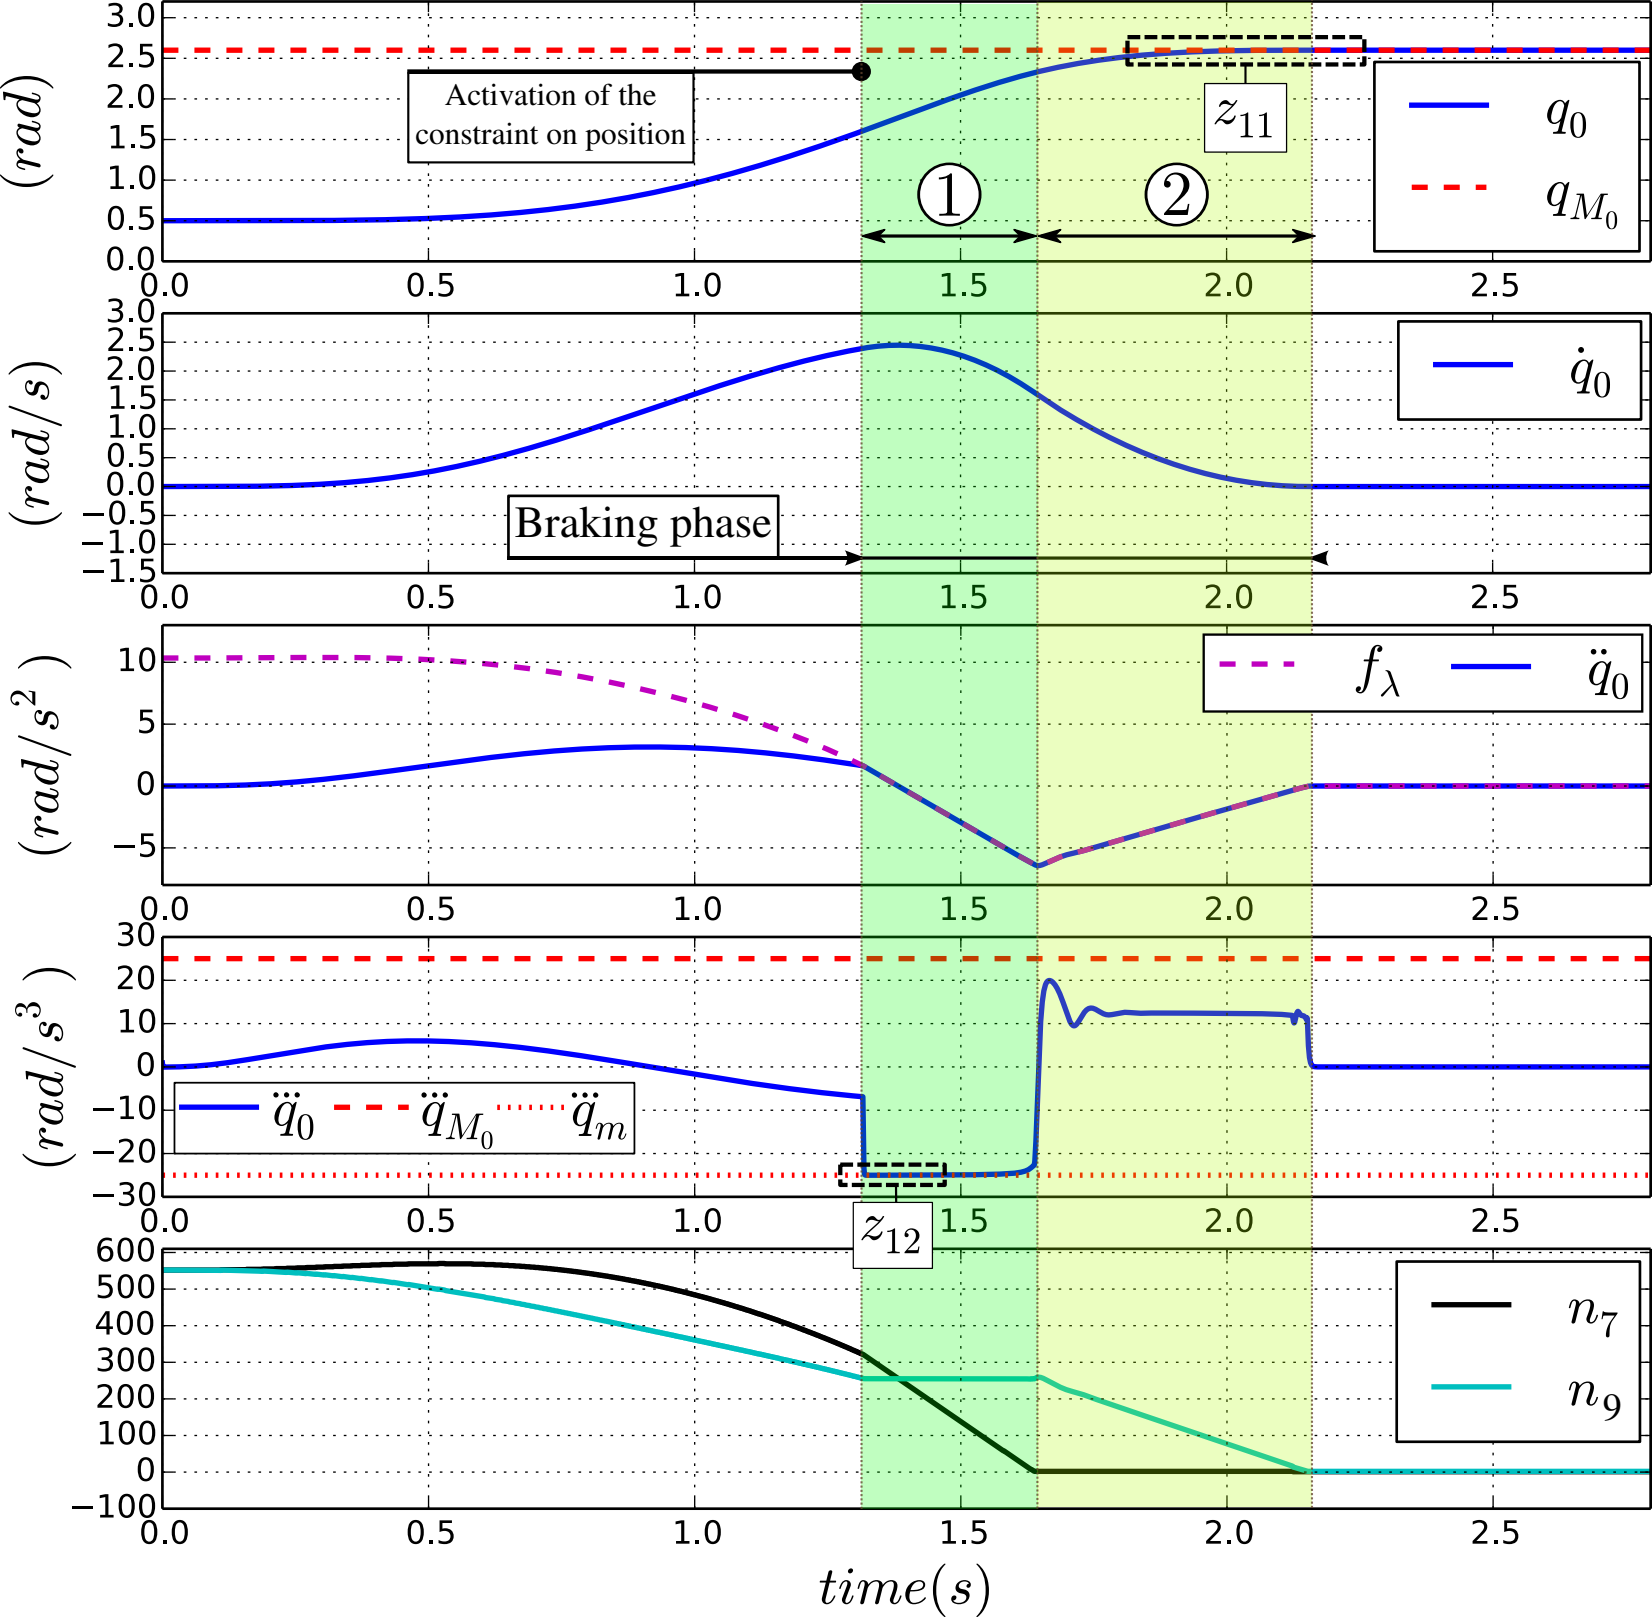 (rad)
3.0
2.5
2.0
1.5
1.0
0.5
0.0
Activation of the
constraint on position
z₁₁
① ②
q₀
q_{M₀}
0.0 0.5 1.0 1.5 2.0 2.5
(rad/s)
3.0
2.5
2.0
1.5
1.0
0.5
0.0
−0.5
−1.0
−1.5
q̇₀
Braking phase
0.0 0.5 1.0 1.5 2.0 2.5
(rad/s²)
10
5
0
−5
f_λ q̈₀
0.0 0.5 1.0 1.5 2.0 2.5
(rad/s³)
30
20
10
0
−10
−20
−30
q⃛₀ q⃛_{M₀} q⃛ₘ
z₁₂
0.0 0.5 1.0 1.5 2.0 2.5
600
500
400
300
200
100
0
−100
n₇
n₉
0.0 0.5 1.0 1.5 2.0 2.5
time(s)